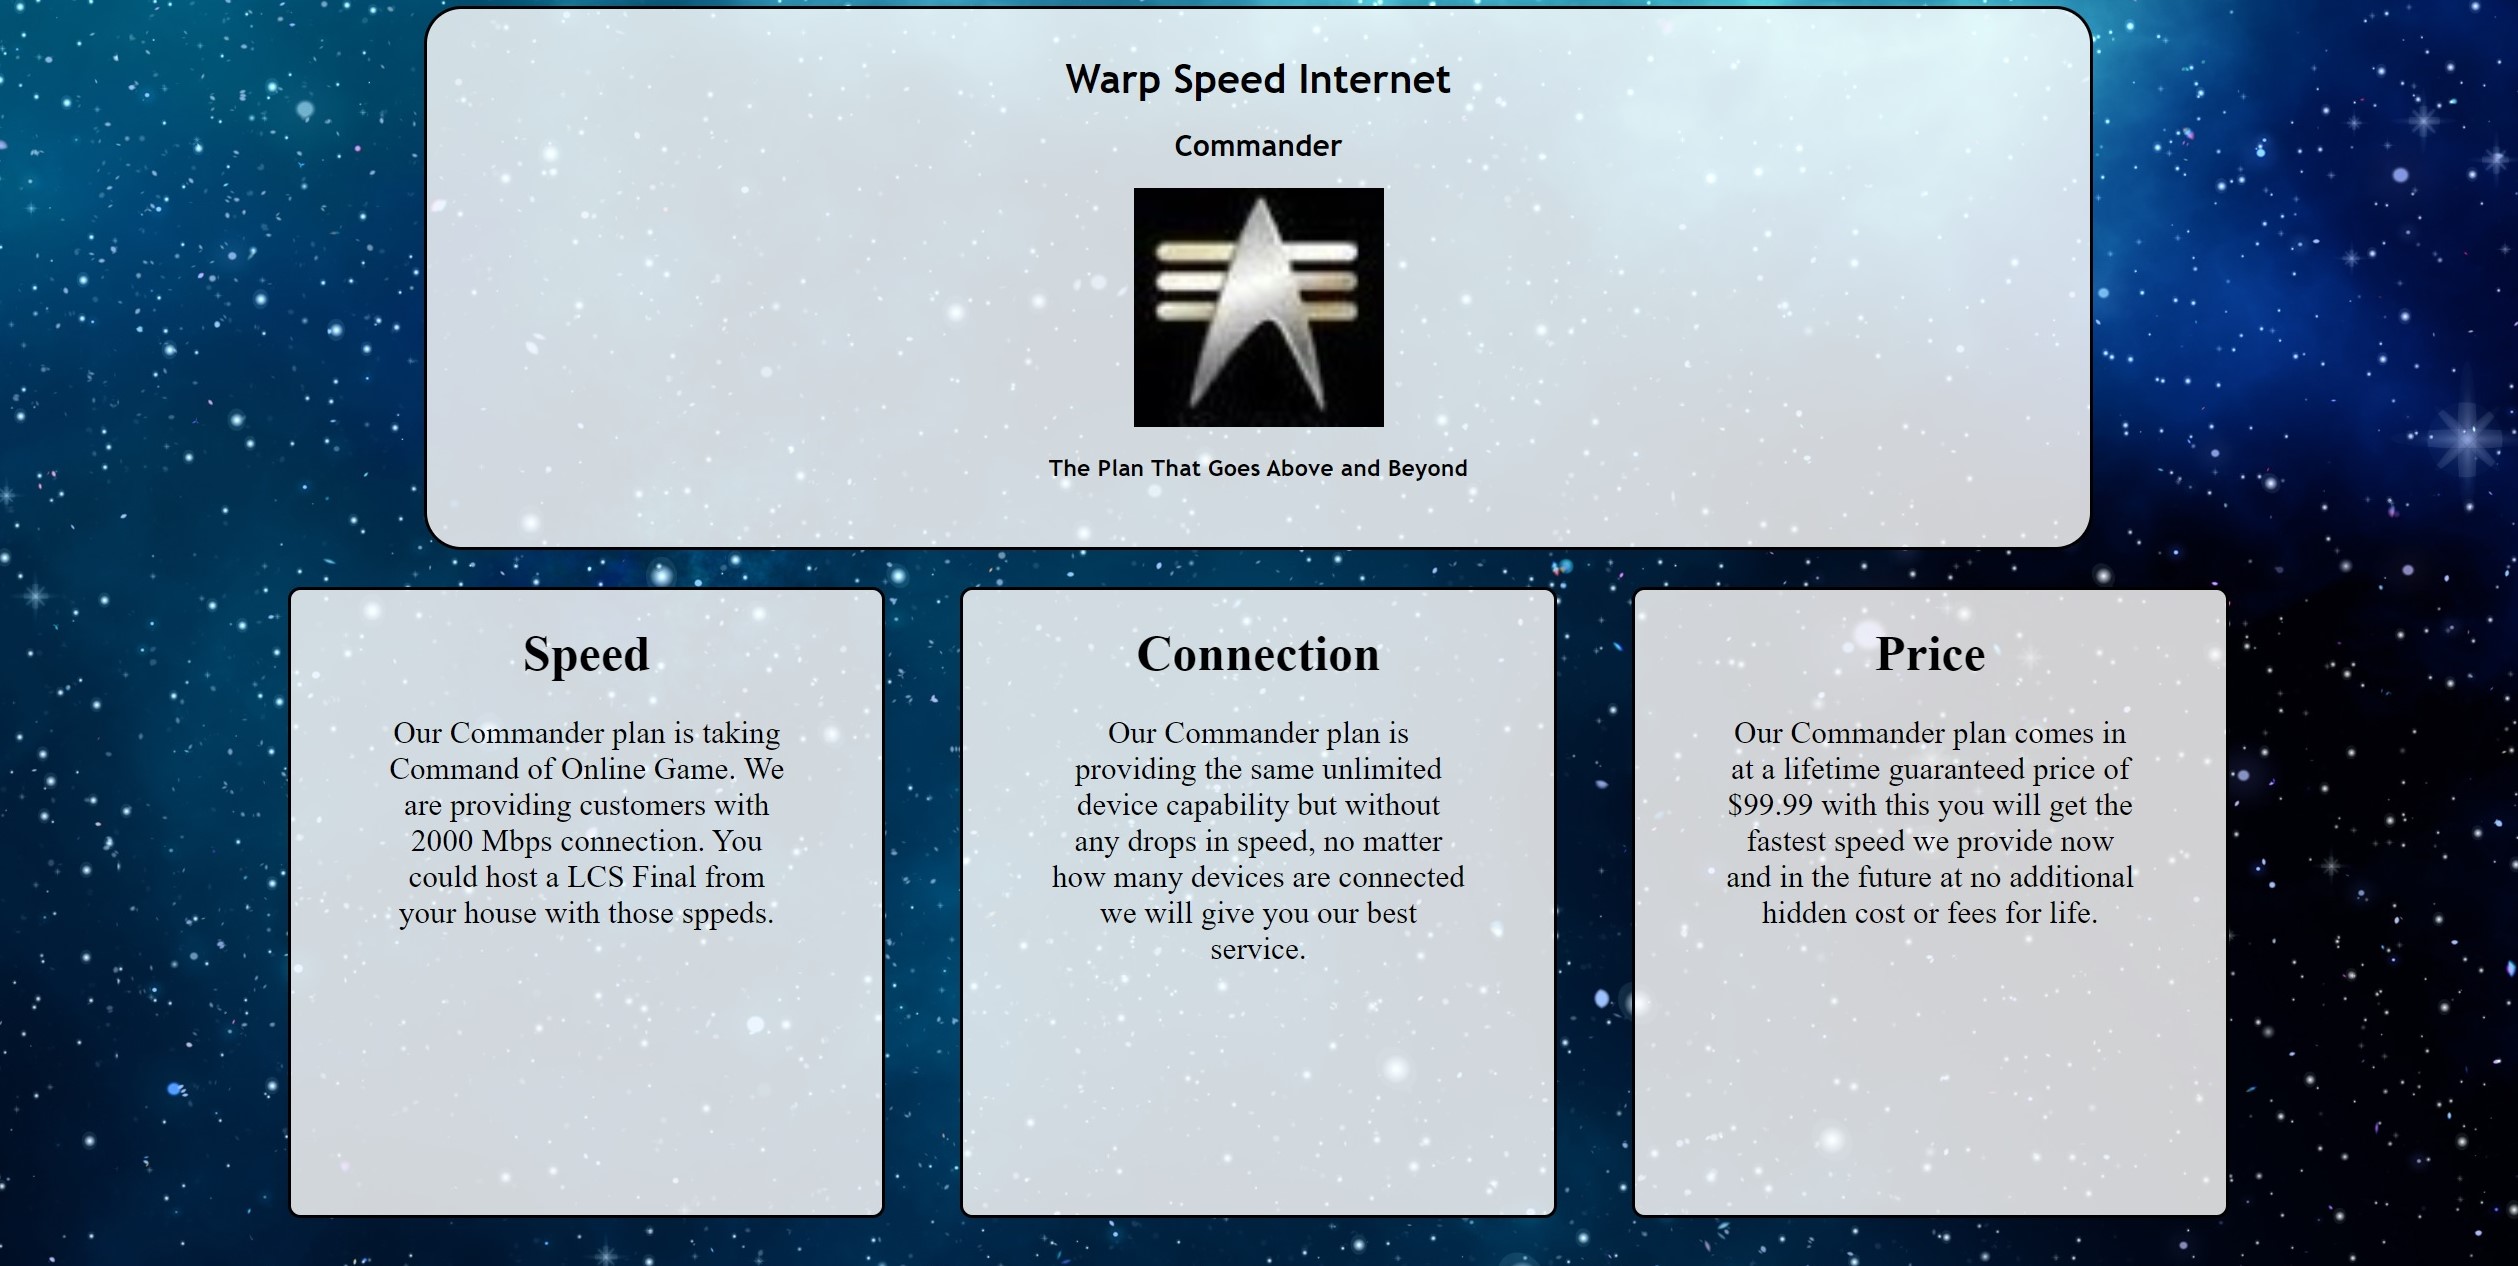 Warp Speed Internet
Commander
The Plan That Goes Above and Beyond
Speed
Our Commander plan is taking
Command of Online Game. We
are providing customers with
2000 Mbps connection. You
could host a LCS Final from
your house with those sppeds.
Connection
Our Commander plan is
providing the same unlimited
device capability but without
any drops in speed, no matter
how many devices are connected
we will give you our best
service.
Price
Our Commander plan comes in
at a lifetime guaranteed price of
$99.99 with this you will get the
fastest speed we provide now
and in the future at no additional
hidden cost or fees for life.